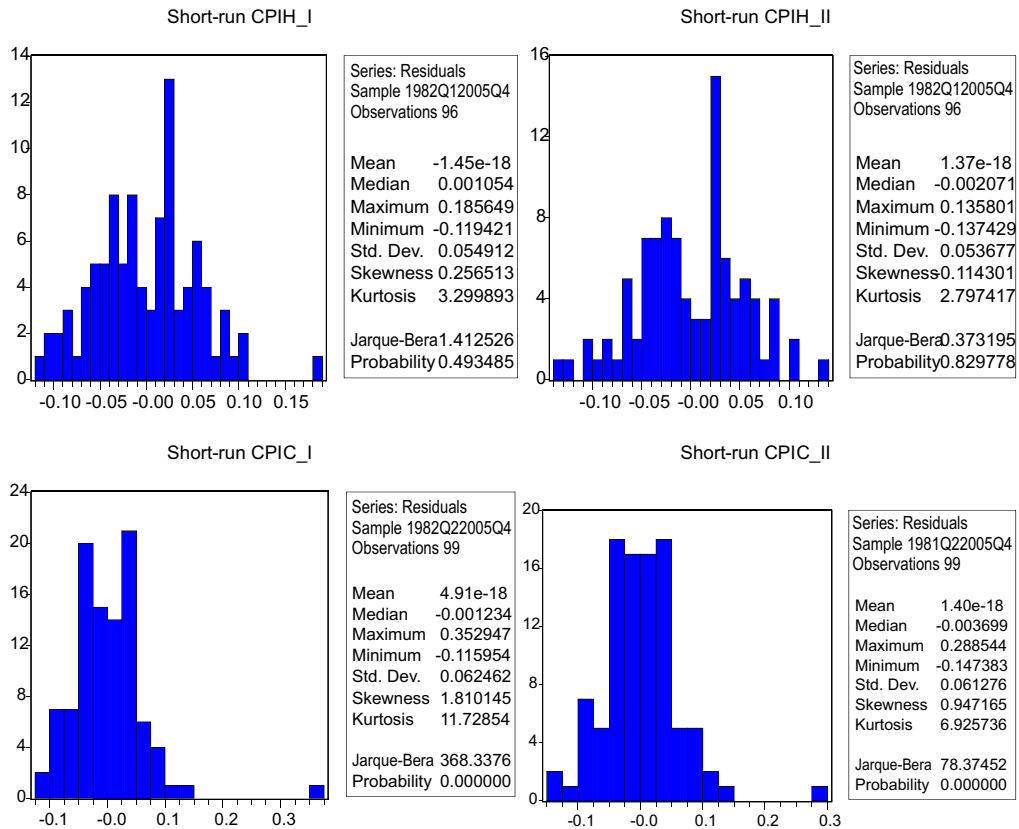 Short-run CPIH_I
14
12
10
8
6
4
2
0
-0.10 -0.05 -0.00 0.05 0.10 0.15
Series: Residuals
Sample 1982Q12005Q4
Observations 96
Mean -1.45e-18
Median 0.001054
Maximum 0.185649
Minimum -0.119421
Std. Dev. 0.054912
Skewness 0.256513
Kurtosis 3.299893
Jarque-Bera 1.412526
Probability 0.493485
Short-run CPIH_II
16
12
8
4
0
-0.10 -0.05 -0.00 0.05 0.10
Series: Residuals
Sample 1982Q12005Q4
Observations 96
Mean 1.37e-18
Median -0.002071
Maximum 0.135801
Minimum -0.137429
Std. Dev. 0.053677
Skewness -0.114301
Kurtosis 2.797417
Jarque-Bera 0.373195
Probability 0.829778
Short-run CPIC_I
24
20
16
12
8
4
0
-0.1 -0.0 0.1 0.2 0.3
Series: Residuals
Sample 1982Q22005Q4
Observations 99
Mean 4.91e-18
Median -0.001234
Maximum 0.352947
Minimum -0.115954
Std. Dev. 0.062462
Skewness 1.810145
Kurtosis 11.72854
Jarque-Bera 368.3376
Probability 0.000000
Short-run CPIC_II
20
16
12
8
4
0
-0.1 -0.0 0.1 0.2 0.3
Series: Residuals
Sample 1981Q22005Q4
Observations 99
Mean 1.40e-18
Median -0.003699
Maximum 0.288544
Minimum -0.147383
Std. Dev. 0.061276
Skewness 0.947165
Kurtosis 6.925736
Jarque-Bera 78.37452
Probability 0.000000